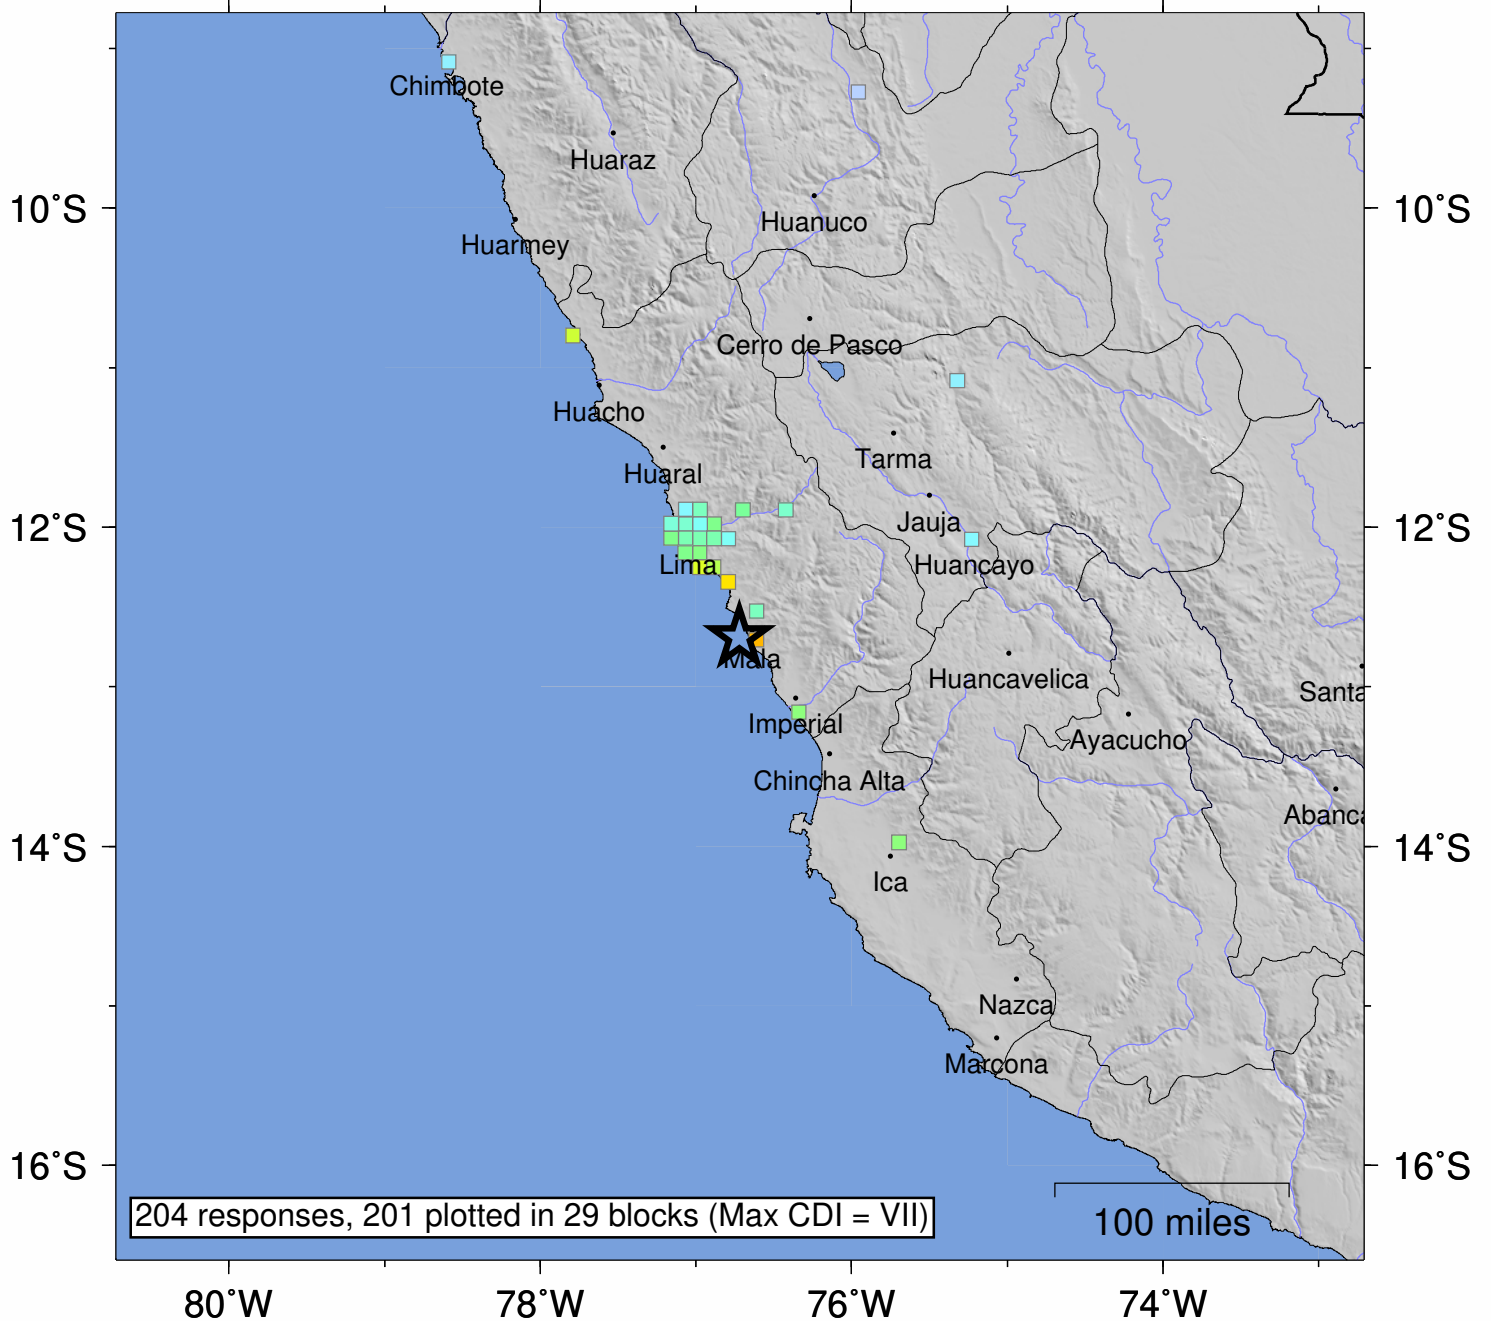 Chimbote
Huaraz
10°S
10°S
Huanuco
Huarmey
Cerro de Pasco
Huacho
Tarma
Huaral
12°S
12°S
Jauja
Lima
Huancayo
Mala
Huancavelica
Santa
Imperial
Ayacucho
Chincha Alta
Abanca
14°S
14°S
Ica
Nazca
Marcona
16°S
16°S
204 responses, 201 plotted in 29 blocks (Max CDI = VII)
100 miles
80°W
78°W
76°W
74°W